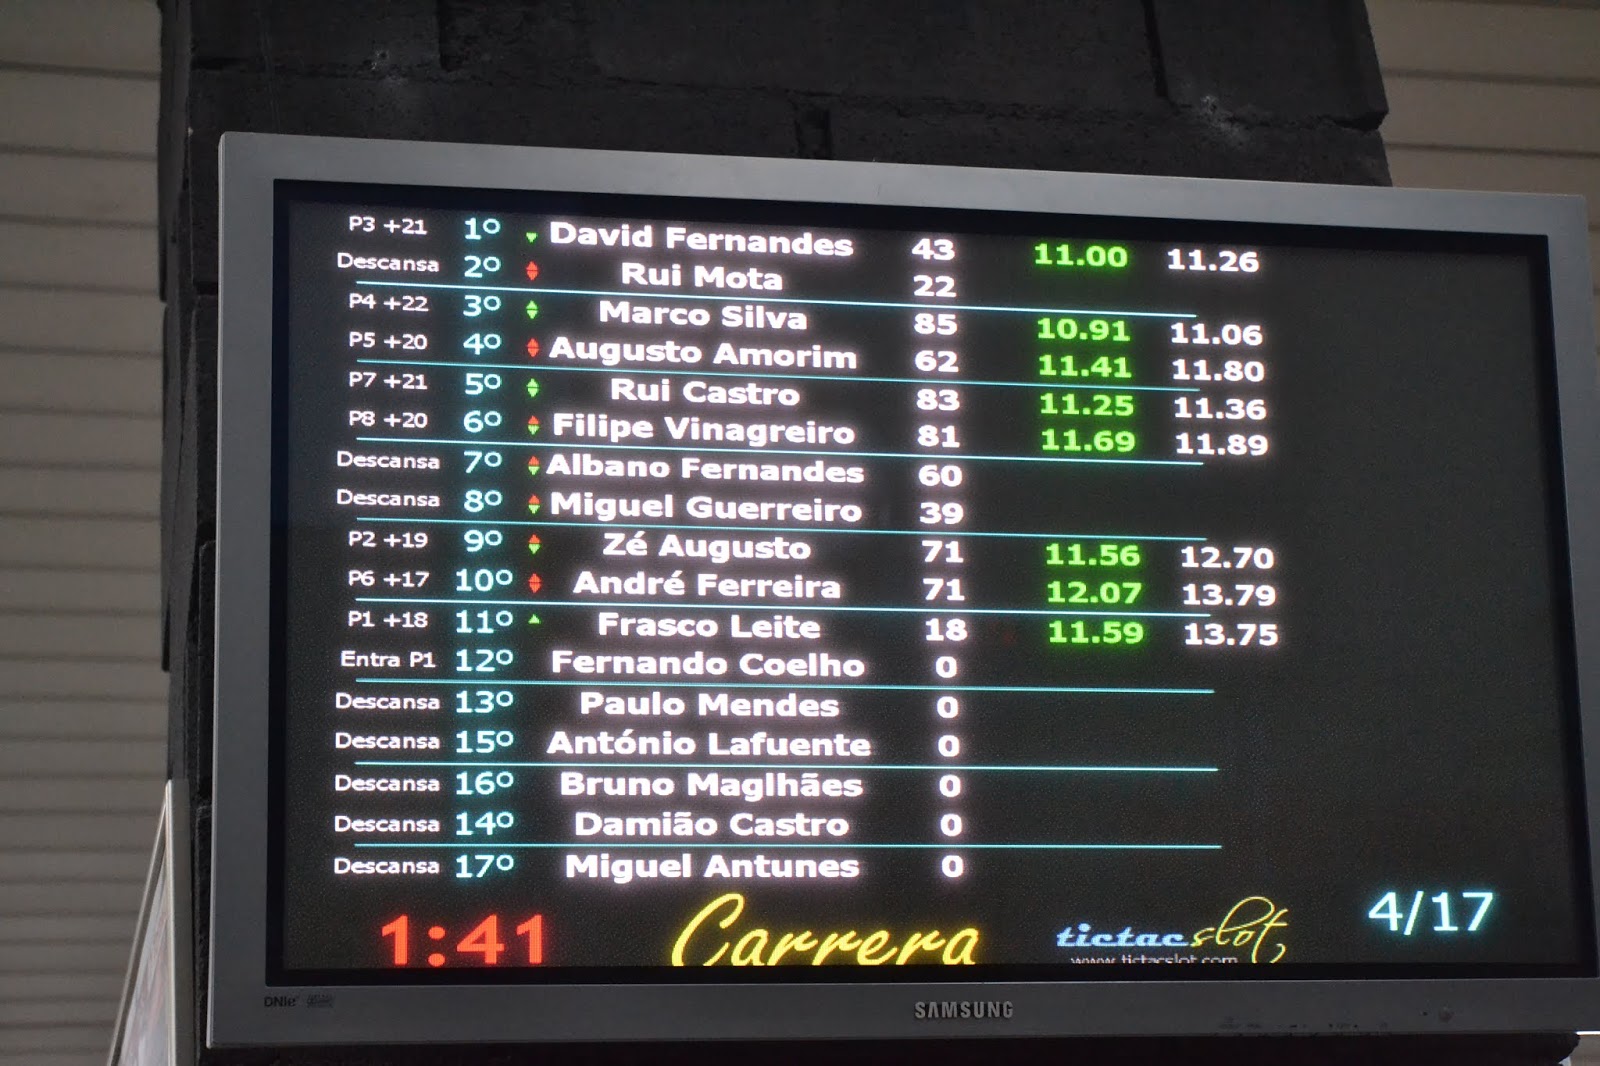 P3 +21 1º David Fernandes 43 11.00 11.26
Descansa 2º Rui Mota 22
P4 +22 3º Marco Silva 85 10.91 11.06
P5 +20 4º Augusto Amorim 62 11.41 11.80
P7 +21 5º Rui Castro 83 11.25 11.36
P8 +20 6º Filipe Vinagreiro 81 11.69 11.89
Descansa 7º Albano Fernandes 60
Descansa 8º Miguel Guerreiro 39
P2 +19 9º Zé Augusto 71 11.56 12.70
P6 +17 10º André Ferreira 71 12.07 13.79
P1 +18 11º Frasco Leite 18 11.59 13.75
Entra P1 12º Fernando Coelho 0
Descansa 13º Paulo Mendes 0
Descansa 15º António Lafuente 0
Descansa 16º Bruno Maglhães 0
Descansa 14º Damião Castro 0
Descansa 17º Miguel Antunes 0
1:41 Carrera tictacslot 4/17
www.tictacslot.com
DNIe
SAMSUNG